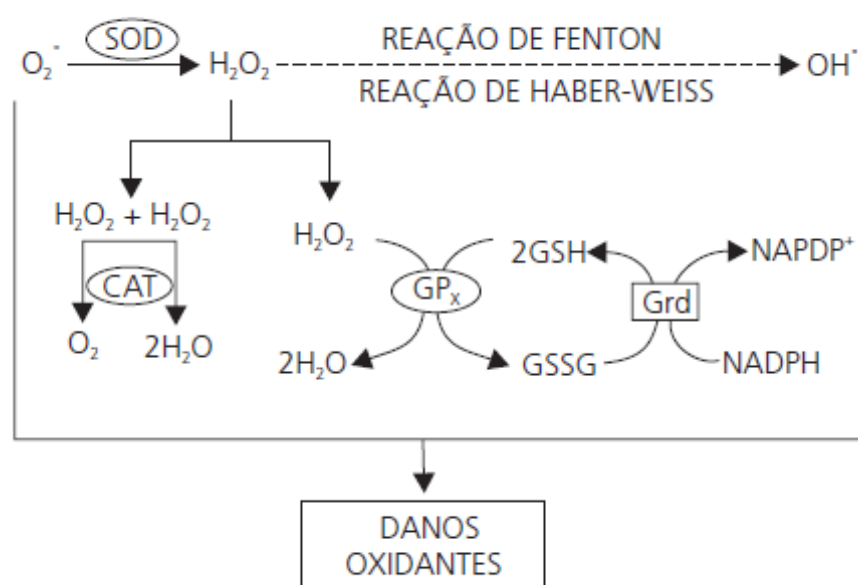 SOD
O₂⁻ H₂O₂ REAÇÃO DE FENTON OH⁻
REAÇÃO DE HABER-WEISS
H₂O₂ + H₂O₂
CAT
O₂ 2H₂O
H₂O₂ 2GSH NAPDP⁺
GPₓ Grd
2H₂O GSSG NADPH
DANOS
OXIDANTES